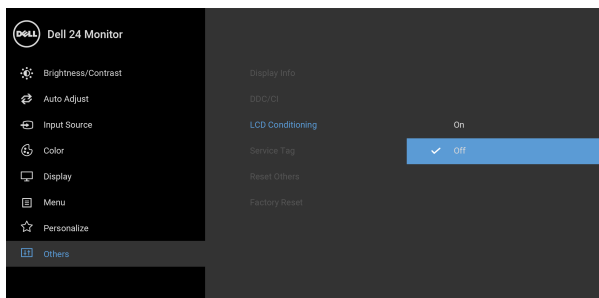 DELL
Dell 24 Monitor
Brightness/Contrast
Auto Adjust
Input Source
Color
Display
Menu
Personalize
Others
Display Info
DDC/CI
LCD Conditioning
Service Tag
Reset Others
Factory Reset
On
Off